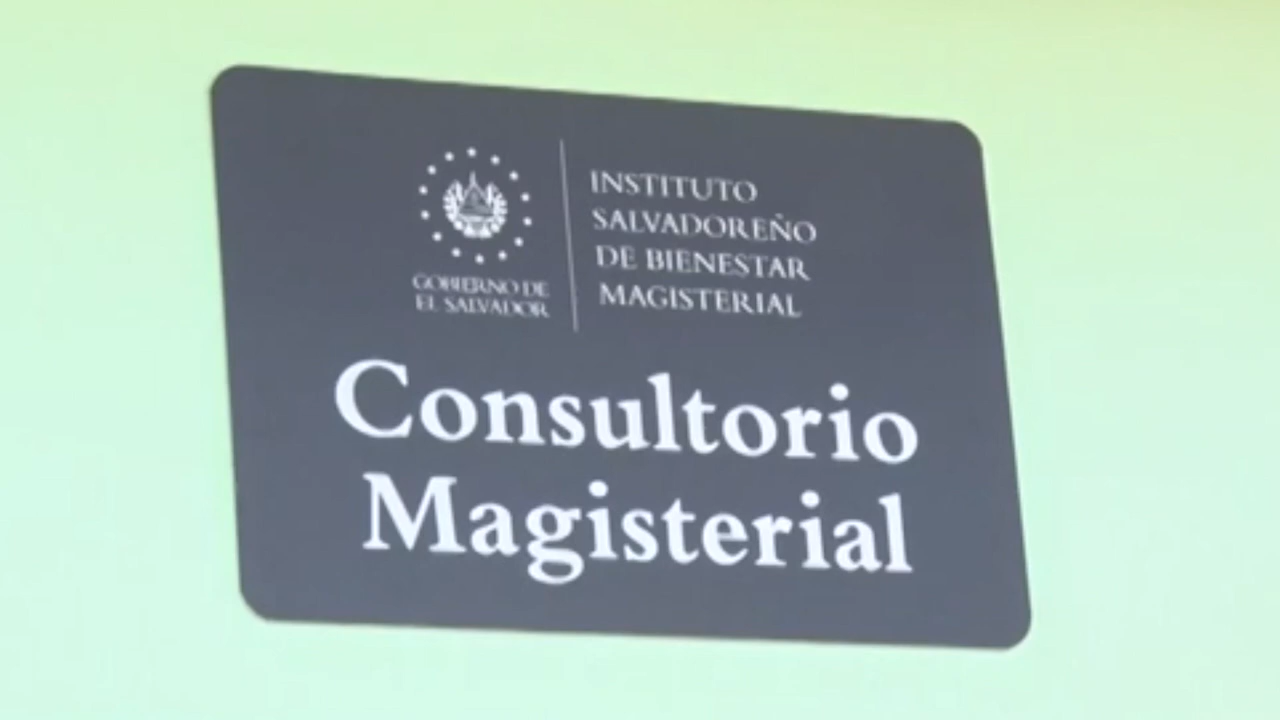 GOBIERNO DE
EL SALVADOR
INSTITUTO
SALVADOREÑO
DE BIENESTAR
MAGISTERIAL
Consultorio
Magisterial